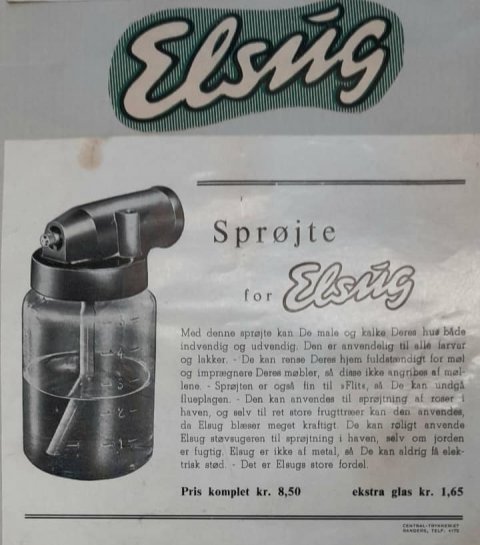 Elsug
Sprøjte
for Elsug
Med denne sprøjte kan De male og kalke Deres hus både
indvendig og udvendig. Den er anvendelig til alle farver
og lakker. - De kan rense Deres hjem fuldstændigt for møl
og imprægnere Deres møbler, så disse ikke angribes af møl-
lene. - Sprøjten er også fin til »Flit«, så De kan undgå
flueplagen. - Den kan anvendes til sprøjtning af roser i
haven, og selv til ret store frugttræer kan den anvendes,
da Elsug blæser meget kraftigt. De kan roligt anvende
Elsug støvsugeren til sprøjtning i haven, selv om jorden
er fugtig. Elsug er ikke af metal, så De kan aldrig få elek-
trisk stød. - Det er Elsugs store fordel.
Pris komplet kr. 8,50 ekstra glas kr. 1,65
CENTRAL-TRYKKERIET
RANDERS, TELF. 4172